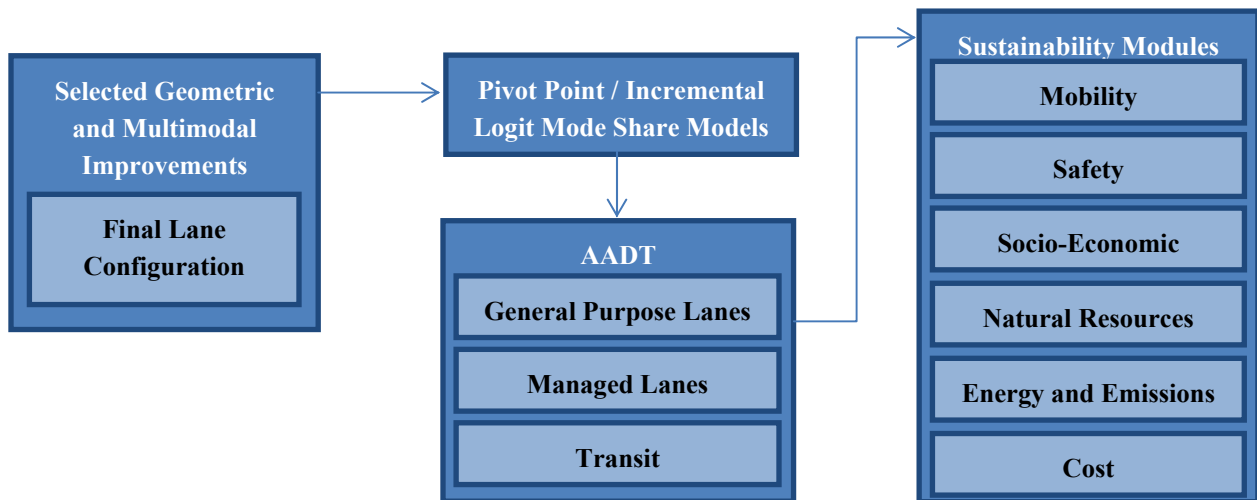 Selected Geometric
and Multimodal
Improvements
Final Lane
Configuration
Pivot Point / Incremental
Logit Mode Share Models
AADT
General Purpose Lanes
Managed Lanes
Transit
Sustainability Modules
Mobility
Safety
Socio-Economic
Natural Resources
Energy and Emissions
Cost